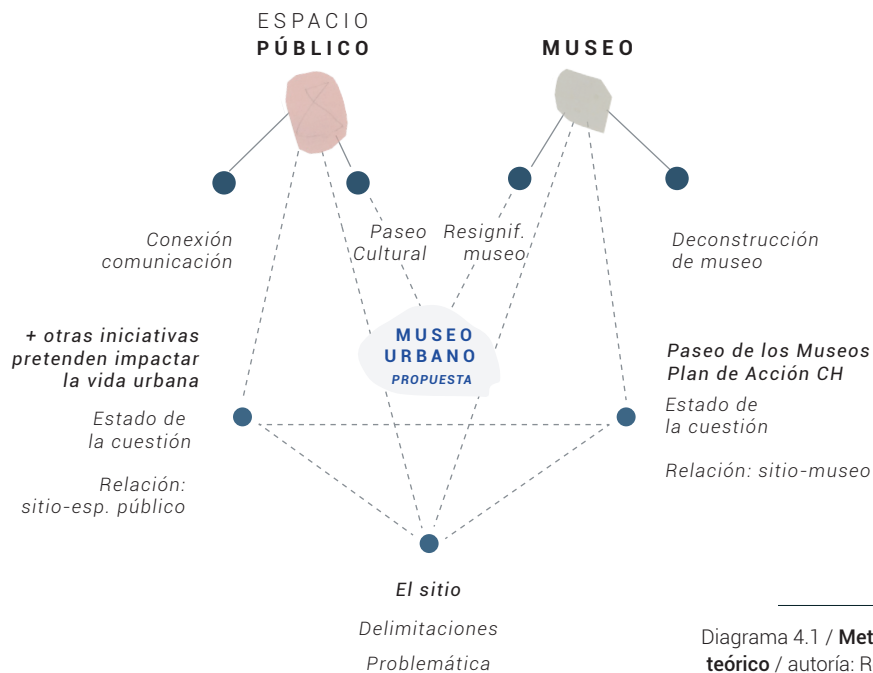 ESPACIO
PÚBLICO
MUSEO
Conexión
comunicación
Paseo
Cultural
Resignif.
museo
Deconstrucción
de museo
MUSEO
URBANO
PROPUESTA
+ otras iniciativas
pretenden impactar
la vida urbana
Estado de
la cuestión
Relación:
sitio-esp. público
Paseo de los Museos
Plan de Acción CH
Estado de
la cuestión
Relación: sitio-museo
El sitio
Delimitaciones
Problemática
Diagrama 4.1 / Met
teórico / autoría: R